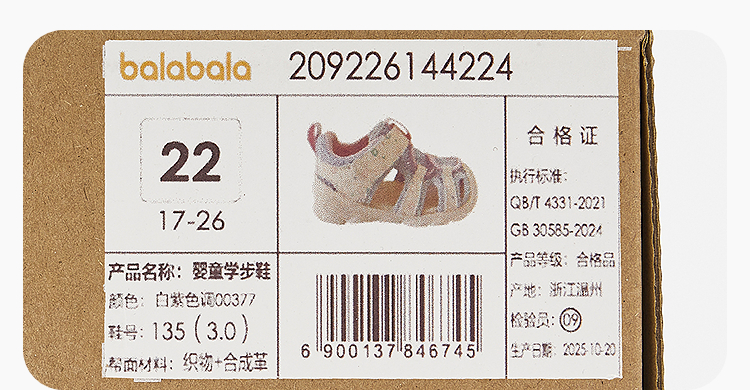 balabala 209226144224
22
17-26
产品名称：婴童学步鞋
颜色：白紫色调00377
鞋号：135（3.0）
帮面材料：织物+合成革
6 900137 846745
合格证
执行标准：
QB/T 4331-2021
GB 30585-2024
产品等级：合格品
产地：浙江温州
检验员：09
生产日期：2025-10-20